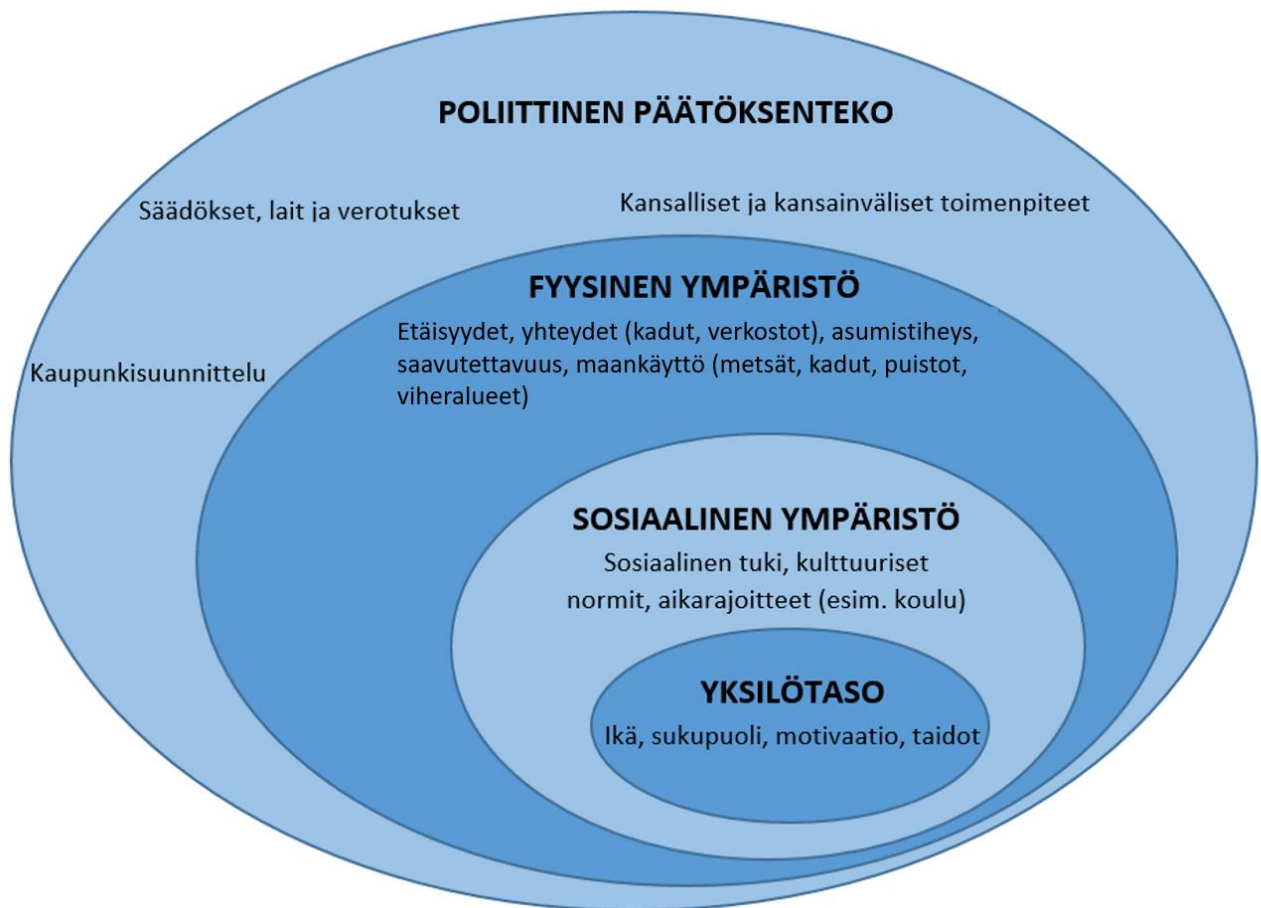 POLIITTINEN PÄÄTÖKSENTEKO
Säädökset, lait ja verotukset
Kansalliset ja kansainväliset toimenpiteet
FYYSINEN YMPÄRISTÖ
Etäisyydet, yhteydet (kadut, verkostot), asumistiheys,
saavutettavuus, maankäyttö (metsät, kadut, puistot,
viheralueet)
Kaupunkisuunnittelu
SOSIAALINEN YMPÄRISTÖ
Sosiaalinen tuki, kulttuuriset
normit, aikarajoitteet (esim. koulu)
YKSILÖTASO
Ikä, sukupuoli, motivaatio, taidot